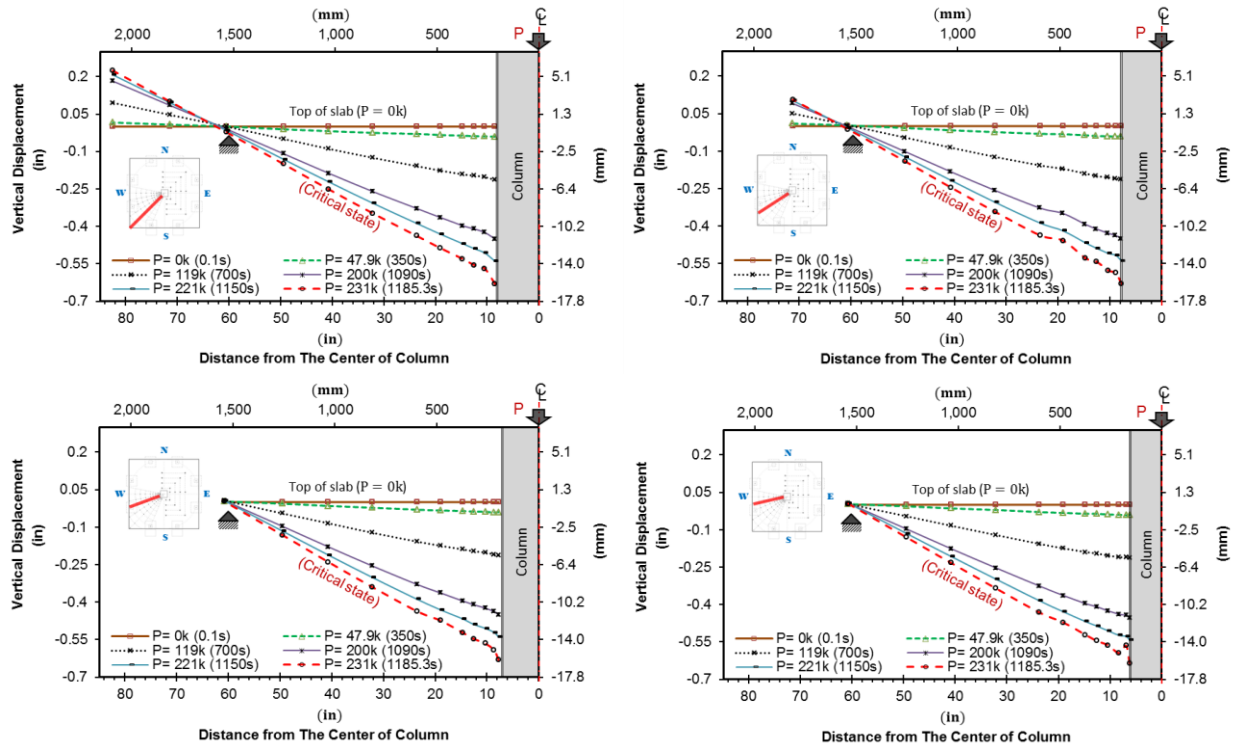 (mm)
2,000 1,500 1,000 500 P ℄
Vertical Displacement
(in)
0.2
0.05
-0.1
-0.25
-0.4
-0.55
-0.7
5.1
1.3
-2.5
-6.4
-10.2
-14.0
-17.8
(mm)
Top of slab (P = 0k)
N
W E
S
(Critical state)
Column
P= 0k (0.1s) P= 47.9k (350s)
P= 119k (700s) P= 200k (1090s)
P= 221k (1150s) P= 231k (1185.3s)
80 70 60 50 40 30 20 10 0
(in)
Distance from The Center of Column
(mm)
2,000 1,500 1,000 500 P ℄
Vertical Displacement
(in)
0.2
0.05
-0.1
-0.25
-0.4
-0.55
-0.7
5.1
1.3
-2.5
-6.4
-10.2
-14.0
-17.8
(mm)
Top of slab (P = 0k)
N
W E
S
(Critical state)
Column
P= 0k (0.1s) P= 47.9k (350s)
P= 119k (700s) P= 200k (1090s)
P= 221k (1150s) P= 231k (1185.3s)
80 70 60 50 40 30 20 10 0
(in)
Distance from The Center of Column
(mm)
2,000 1,500 1,000 500 P ℄
Vertical Displacement
(in)
0.2
0.05
-0.1
-0.25
-0.4
-0.55
-0.7
5.1
1.3
-2.5
-6.4
-10.2
-14.0
-17.8
(mm)
Top of slab (P = 0k)
N
W E
S
(Critical state)
Column
P= 0k (0.1s) P= 47.9k (350s)
P= 119k (700s) P= 200k (1090s)
P= 221k (1150s) P= 231k (1185.3s)
80 70 60 50 40 30 20 10 0
(in)
Distance from The Center of Column
(mm)
2,000 1,500 1,000 500 P ℄
Vertical Displacement
(in)
0.2
0.05
-0.1
-0.25
-0.4
-0.55
-0.7
5.1
1.3
-2.5
-6.4
-10.2
-14.0
-17.8
(mm)
Top of slab (P = 0k)
N
W E
S
(Critical state)
Column
P= 0k (0.1s) P= 47.9k (350s)
P= 119k (700s) P= 200k (1090s)
P= 221k (1150s) P= 231k (1185.3s)
80 70 60 50 40 30 20 10 0
(in)
Distance from The Center of Column